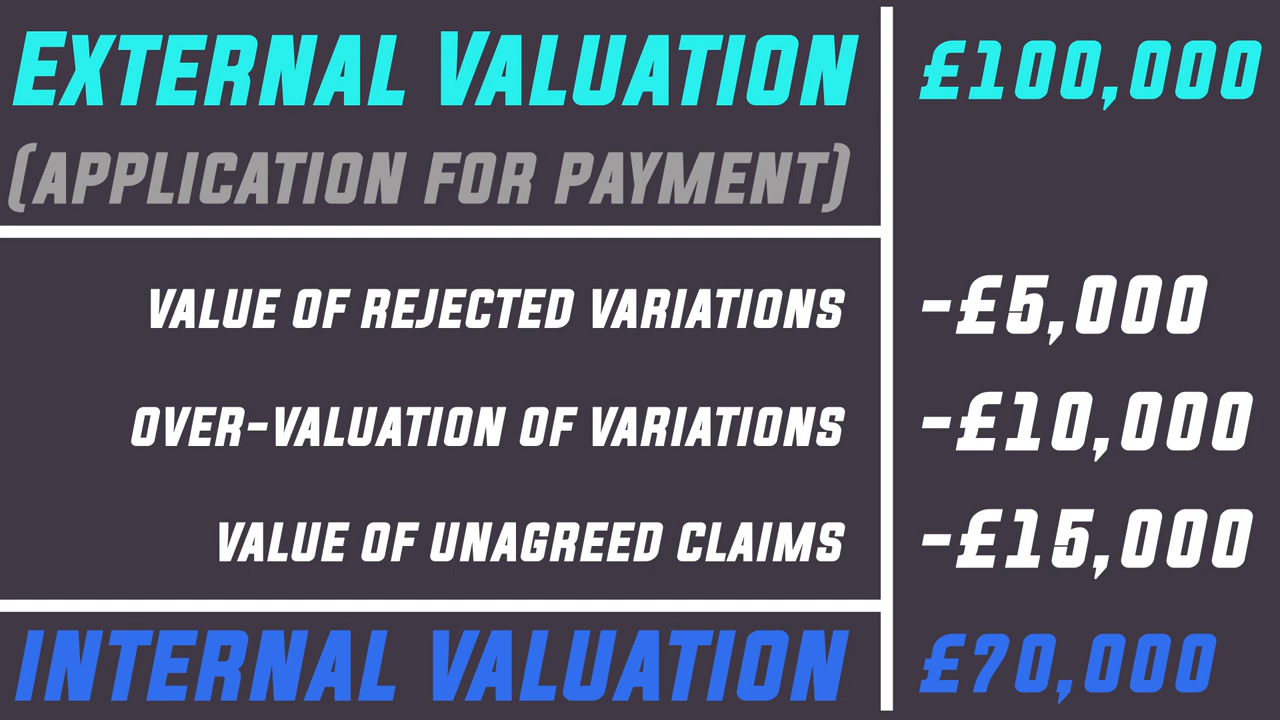 External Valuation £100,000
(APPLICATION FOR PAYMENT)
VALUE OF REJECTED VARIATIONS -£5,000
OVER-VALUATION OF VARIATIONS -£10,000
VALUE OF UNAGREED CLAIMS -£15,000
INTERNAL VALUATION £70,000